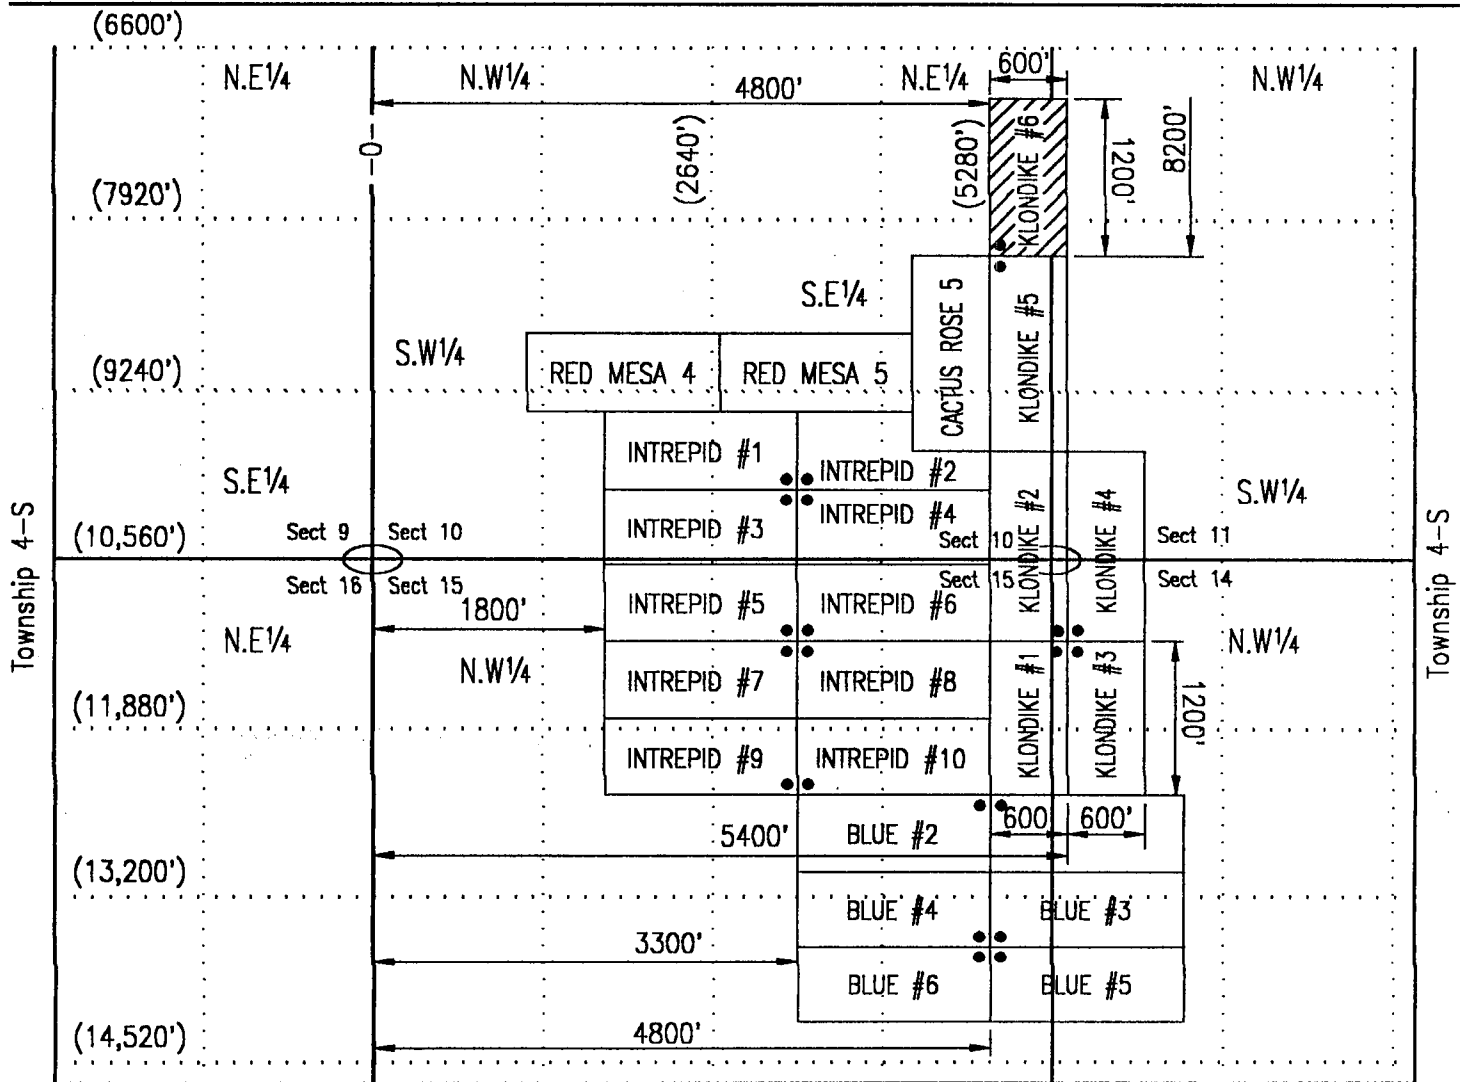 (6600')
N.E¼
N.W¼
4800'
N.E¼
600'
N.W¼
0
(2640')
(5280')
KLONDIKE #6
1200'
8200'
(7920')
S.E¼
CACTUS ROSE 5
KLONDIKE #5
S.W¼
(9240')
RED MESA 4
RED MESA 5
INTREPID #1
INTREPID #2
S.E¼
S.W¼
Township 4-S
(10,560')
INTREPID #3
INTREPID #4
KLONDIKE #2
KLONDIKE #4
Township 4-S
Sect 9
Sect 10
Sect 10
Sect 11
Sect 16
Sect 15
Sect 15
Sect 14
1800'
INTREPID #5
INTREPID #6
N.E¼
N.W¼
N.W¼
INTREPID #7
INTREPID #8
KLONDIKE #1
KLONDIKE #3
1200'
(11,880')
INTREPID #9
INTREPID #10
5400'
BLUE #2
600
600'
(13,200')
BLUE #4
BLUE #3
3300'
BLUE #6
BLUE #5
(14,520')
4800'